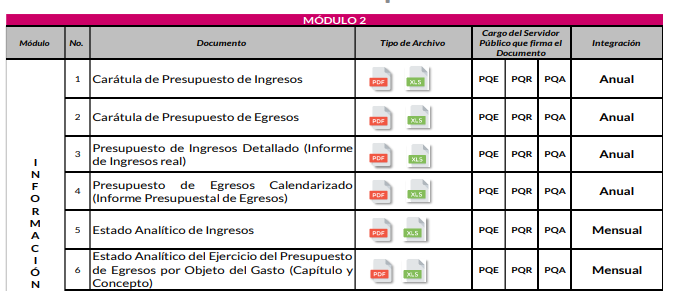 MÓDULO 2
Módulo No. Documento Tipo de Archivo Cargo del Servidor Público que firma el Documento Integración
INFORMACIÓN
1 Carátula de Presupuesto de Ingresos PDF XLS PQE PQR PQA Anual
2 Carátula de Presupuesto de Egresos PDF XLS PQE PQR PQA Anual
3 Presupuesto de Ingresos Detallado (Informe
de Ingresos real) PDF XLS PQE PQR PQA Anual
4 Presupuesto de Egresos Calendarizado
(Informe Presupuestal de Egresos) PDF XLS PQE PQR PQA Anual
5 Estado Analítico de Ingresos PDF XLS PQE PQR PQA Mensual
6 Estado Analítico del Ejercicio del Presupuesto
de Egresos por Objeto del Gasto (Capítulo y
Concepto) PDF XLS PQE PQR PQA Mensual